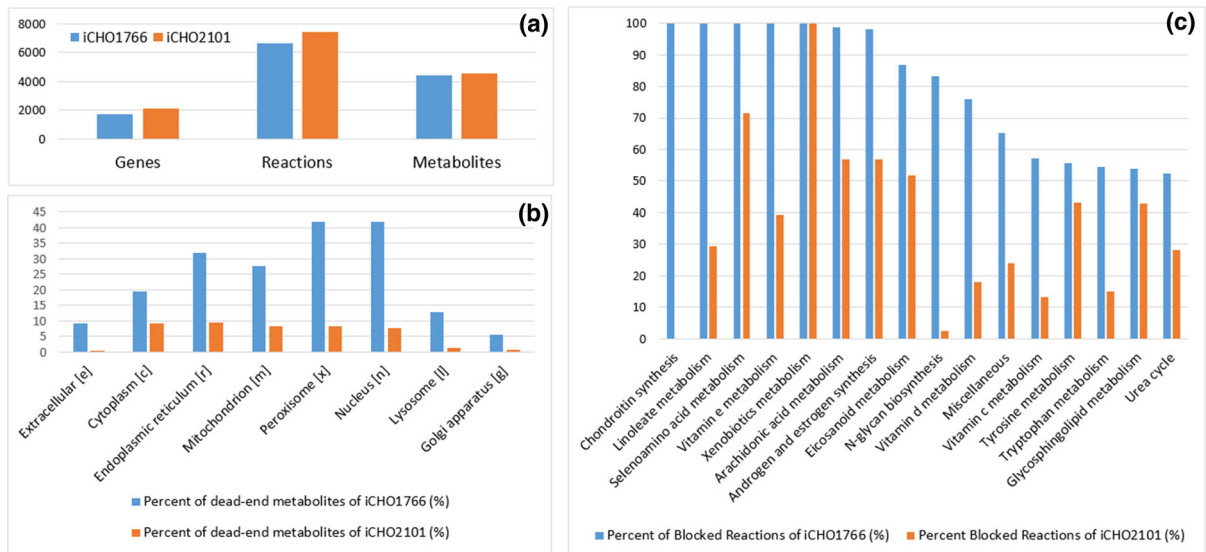 (a)
8000
6000
4000
2000
0
iCHO1766
iCHO2101
Genes
Reactions
Metabolites
(b)
45
40
35
30
25
20
15
10
5
0
Extracellular [e]
Cytoplasm [c]
Endoplasmic reticulum [r]
Mitochondrion [m]
Peroxisome [x]
Nucleus [n]
Lysosome [l]
Golgi apparatus [g]
Percent of dead-end metabolites of iCHO1766 (%)
Percent of dead-end metabolites of iCHO2101 (%)
(c)
100
90
80
70
60
50
40
30
20
10
0
Chondroitin synthesis
Linoleate metabolism
Selenoamino acid metabolism
Vitamin e metabolism
Xenobiotics metabolism
Arachidonic acid metabolism
Androgen and estrogen synthesis
Eicosanoid metabolism
N-glycan biosynthesis
Vitamin d metabolism
Miscellaneous
Vitamin c metabolism
Tyrosine metabolism
Tryptophan metabolism
Glycosphingolipid metabolism
Urea cycle
Percent of Blocked Reactions of iCHO1766 (%)
Percent Blocked Reactions of iCHO2101 (%)